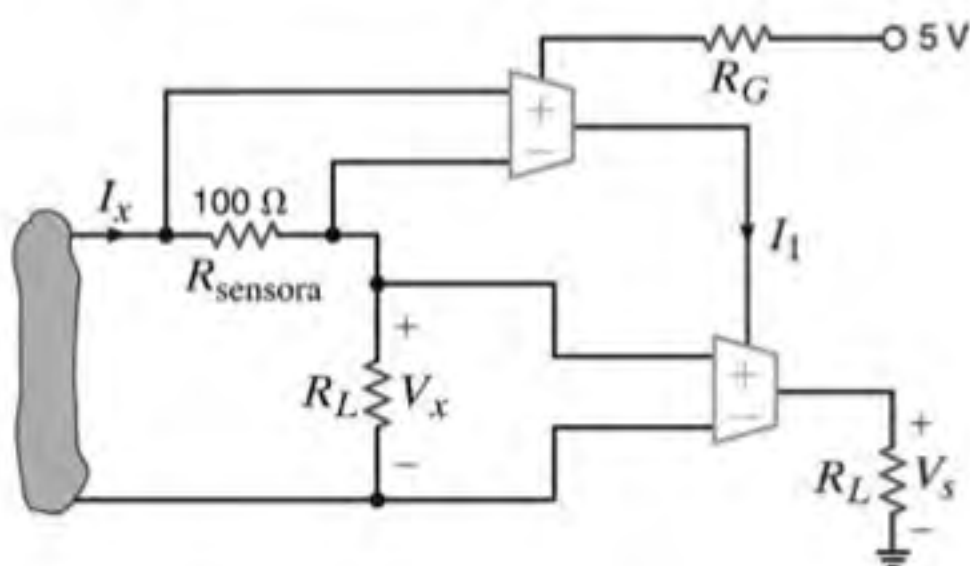 5 V
R_G
+
−
I_x
100 Ω
R_sensora
I_1
+
R_L V_x
−
+
−
+
R_L V_s
−